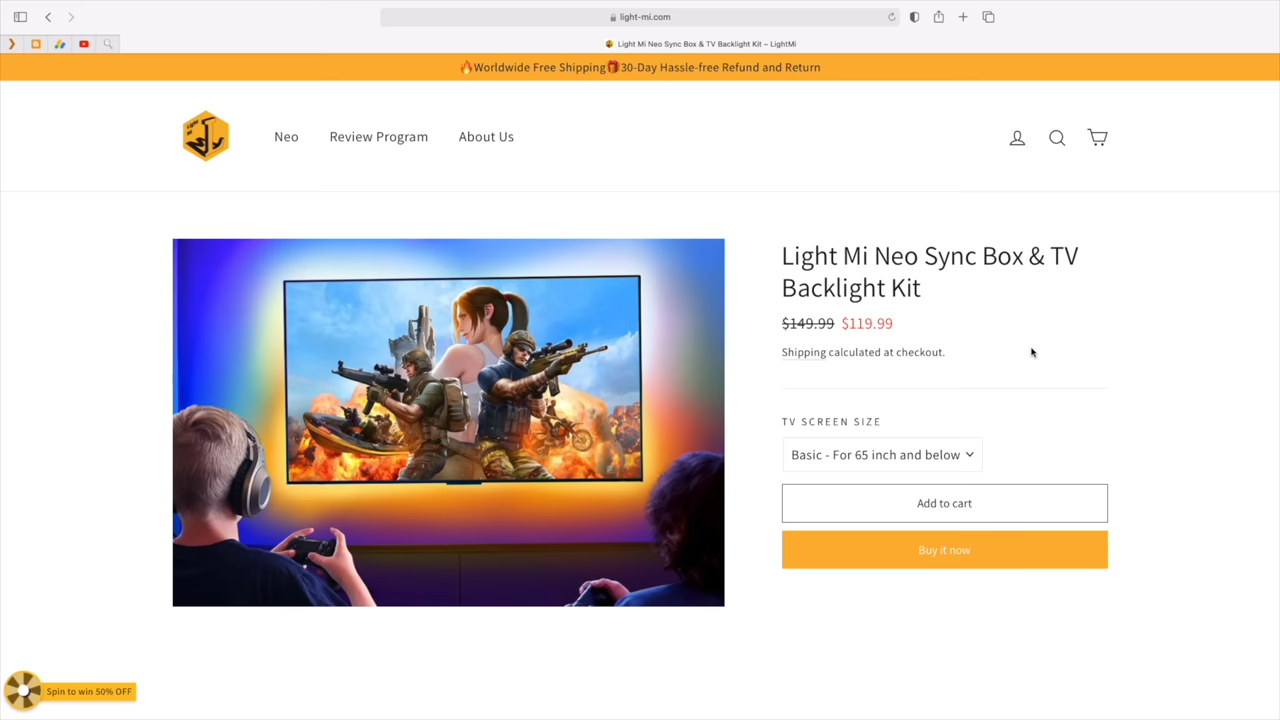 light-mi.com
Light Mi Neo Sync Box & TV Backlight Kit – LightMi
🔥Worldwide Free Shipping🎁30-Day Hassle-free Refund and Return
Neo
Review Program
About Us
Light Mi Neo Sync Box & TV
Backlight Kit
$149.99 $119.99
Shipping calculated at checkout.
TV SCREEN SIZE
Basic - For 65 inch and below
Add to cart
Buy it now
Spin to win 50% OFF